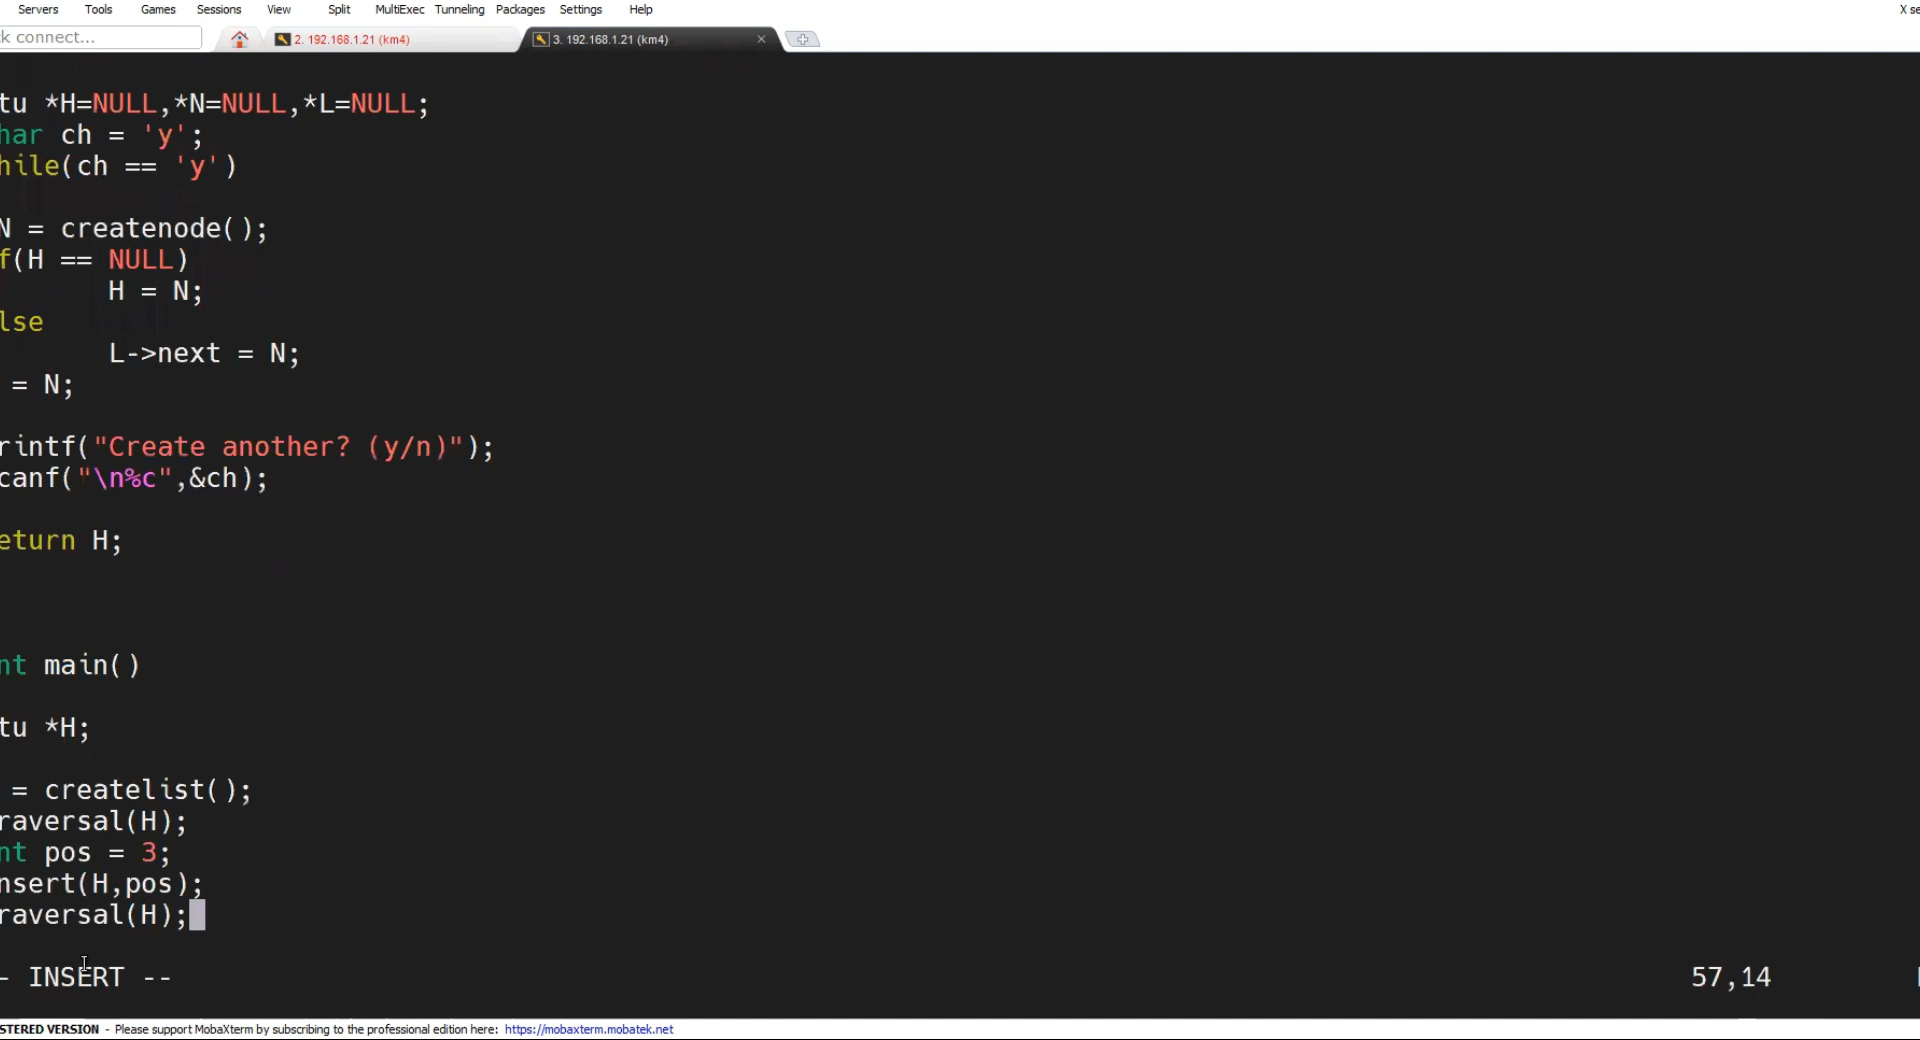 Servers Tools Games Sessions View Split MultiExec Tunneling Packages Settings Help X se
ck connect... 2. 192.168.1.21 (km4) 3. 192.168.1.21 (km4)
tu *H=NULL,*N=NULL,*L=NULL;
har ch = 'y';
hile(ch == 'y')
N = createnode();
f(H == NULL)
H = N;
lse
L->next = N;
= N;
rintf("Create another? (y/n)");
canf("\n%c",&ch);
eturn H;
nt main()
tu *H;
= createlist();
raversal(H);
nt pos = 3;
nsert(H,pos);
raversal(H);
- INSERT -- 57,14
STERED VERSION - Please support MobaXterm by subscribing to the professional edition here: https://mobaxterm.mobatek.net